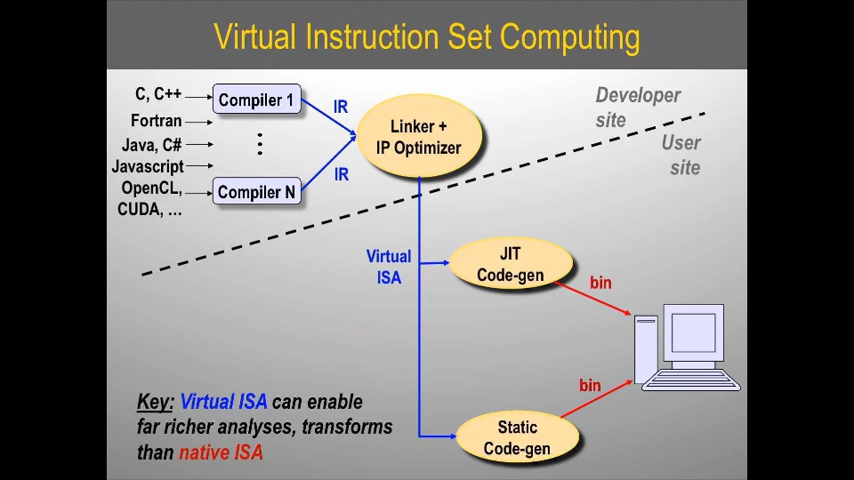 Virtual Instruction Set Computing
C, C++
Fortran
Java, C#
Javascript
OpenCL,
CUDA, ...
Compiler 1
Compiler N
IR
IR
Linker +
IP Optimizer
Developer
site
User
site
Virtual
ISA
JIT
Code-gen
bin
bin
Static
Code-gen
Key: Virtual ISA can enable
far richer analyses, transforms
than native ISA